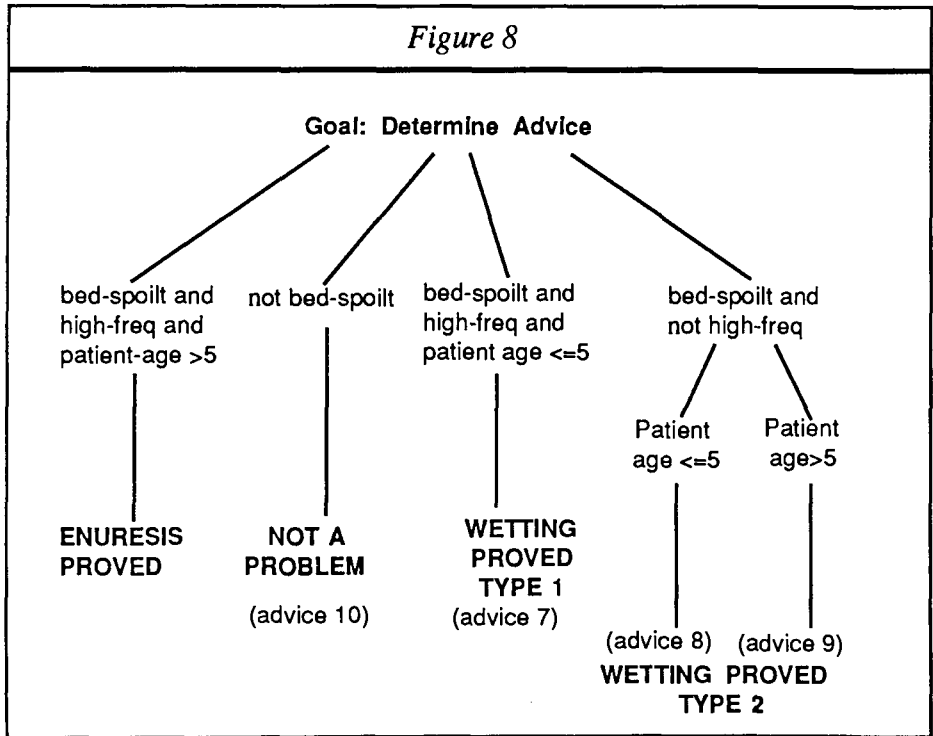 Figure 8
Goal: Determine Advice
bed-spoilt and
high-freq and
patient-age >5
not bed-spoilt
bed-spoilt and
high-freq and
patient age <=5
bed-spoilt and
not high-freq
Patient
age <=5
Patient
age>5
ENURESIS
PROVED
NOT A
PROBLEM
(advice 10)
WETTING
PROVED
TYPE 1
(advice 7)
(advice 8)
(advice 9)
WETTING PROVED
TYPE 2